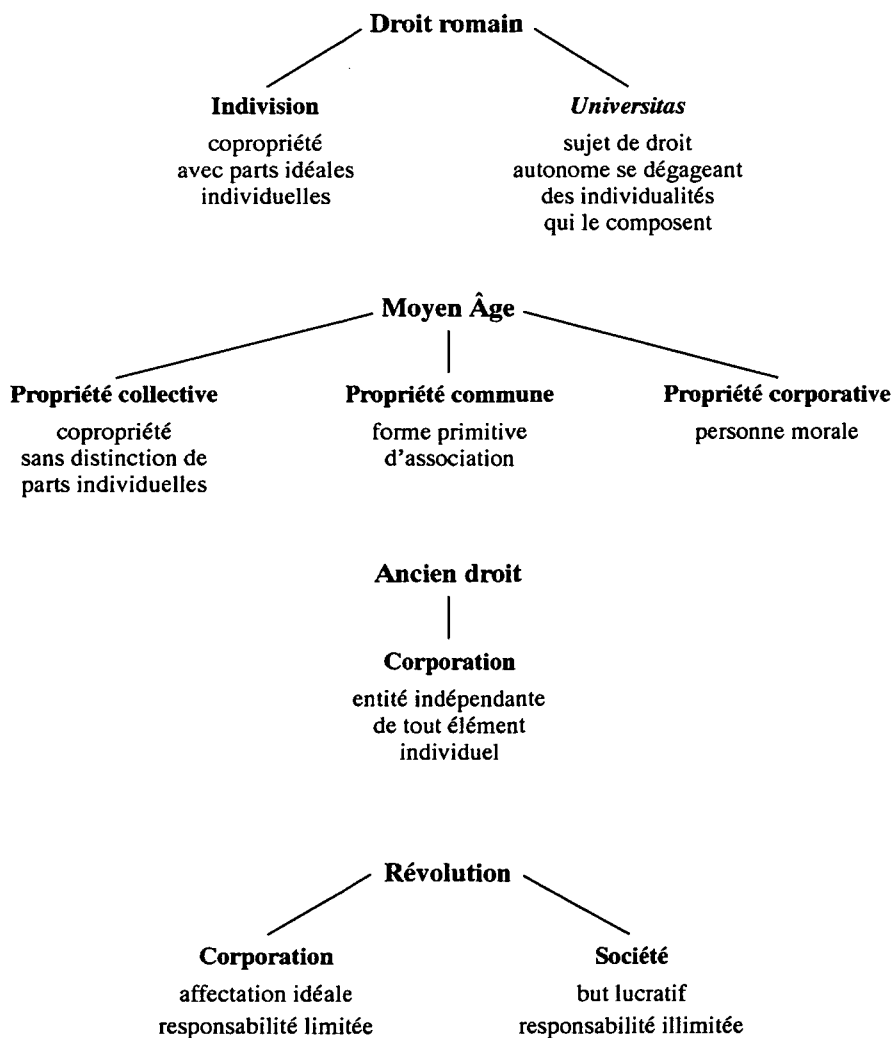 Droit romain
Indivision
copropriété
avec parts idéales
individuelles
Universitas
sujet de droit
autonome se dégageant
des individualités
qui le composent
Moyen Âge
Propriété collective
copropriété
sans distinction de
parts individuelles
Propriété commune
forme primitive
d'association
Propriété corporative
personne morale
Ancien droit
Corporation
entité indépendante
de tout élément
individuel
Révolution
Corporation
affectation idéale
responsabilité limitée
Société
but lucratif
responsabilité illimitée